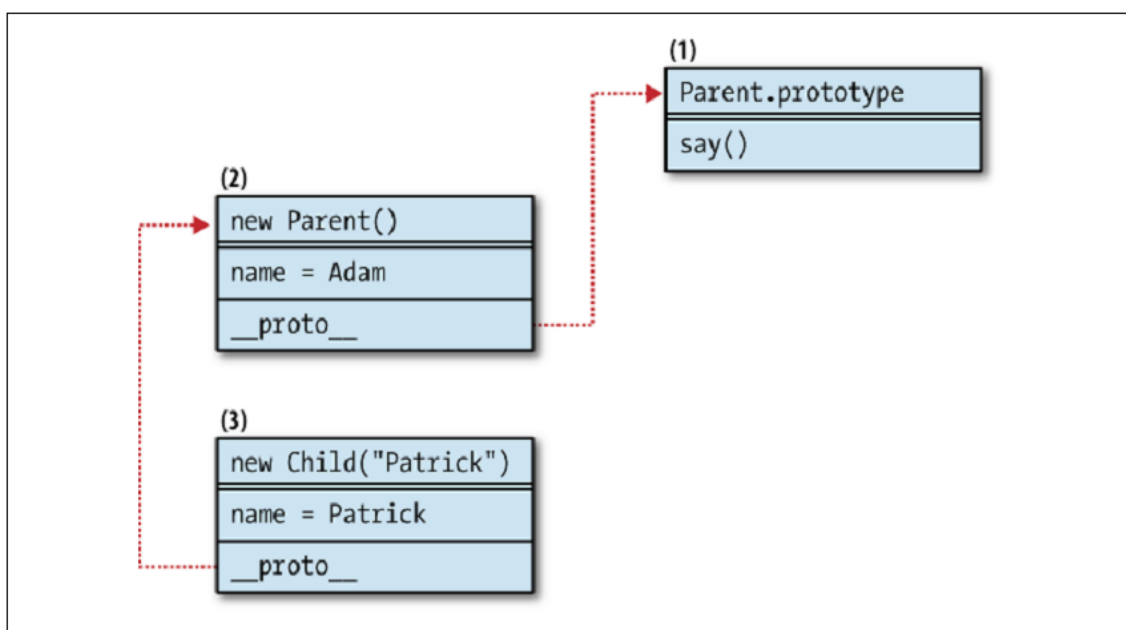 (1)
Parent.prototype
say()
(2)
new Parent()
name = Adam
__proto__
(3)
new Child("Patrick")
name = Patrick
__proto__